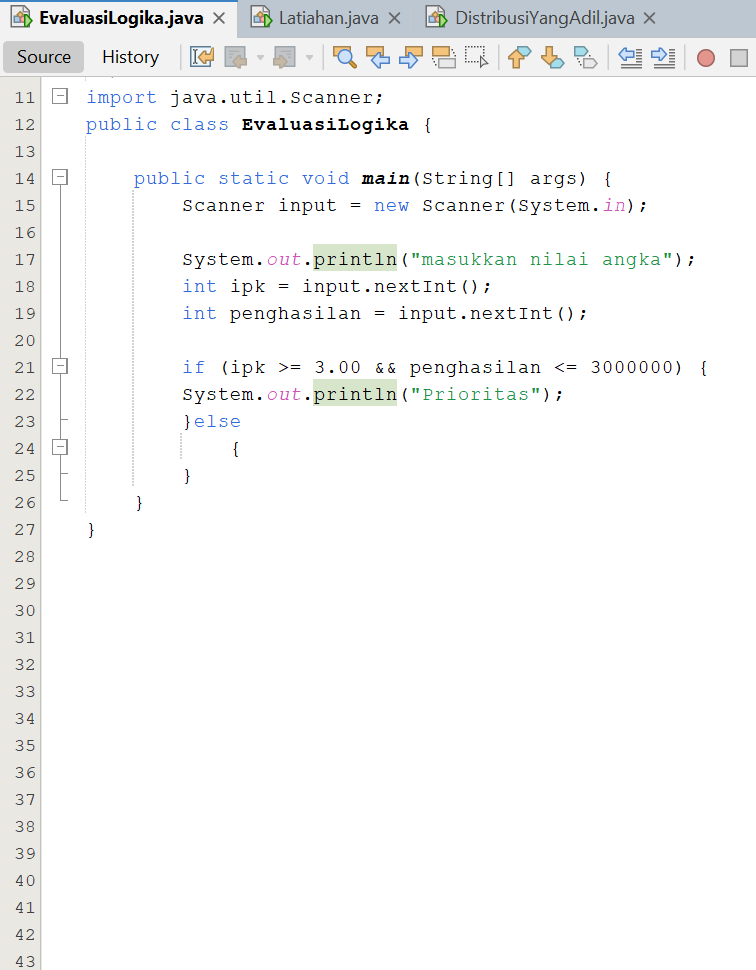 EvaluasiLogika.java
Latiahan.java
DistribusiYangAdil.java
Source
History
11 import java.util.Scanner;
12 public class EvaluasiLogika {
13
14     public static void main(String[] args) {
15         Scanner input = new Scanner(System.in);
16
17         System.out.println("masukkan nilai angka");
18         int ipk = input.nextInt();
19         int penghasilan = input.nextInt();
20
21         if (ipk >= 3.00 && penghasilan <= 3000000) {
22         System.out.println("Prioritas");
23         }else
24             {
25         }
26     }
27 }
28
29
30
31
32
33
34
35
36
37
38
39
40
41
42
43